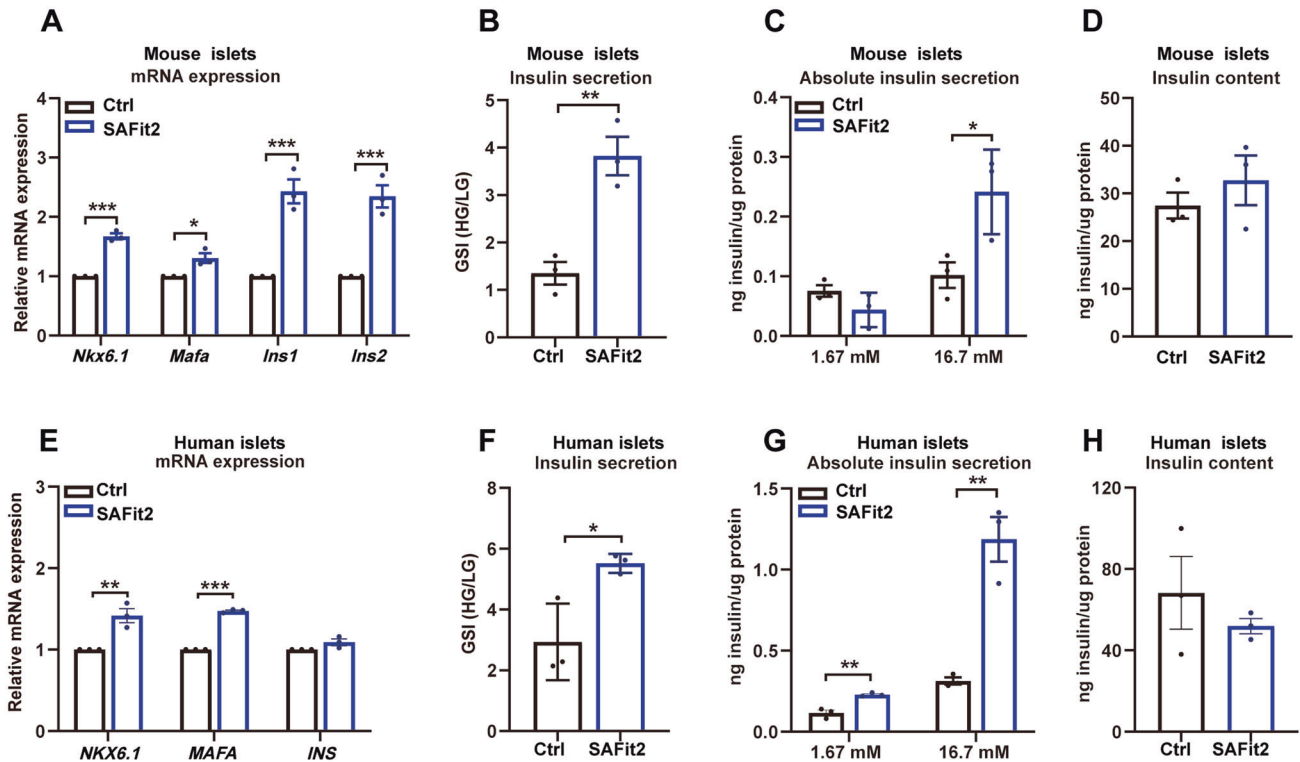 A
Mouse islets
mRNA expression
Relative mRNA expression
4
3
2
1
0
Ctrl
SAFit2
***
*
***
***
Nkx6.1
Mafa
Ins1
Ins2
B
Mouse islets
Insulin secretion
GSI (HG/LG)
5
4
3
2
1
0
**
Ctrl
SAFit2
C
Mouse islets
Absolute insulin secretion
ng insulin/ug protein
0.4
0.3
0.2
0.1
0.0
Ctrl
SAFit2
*
1.67 mM
16.7 mM
D
Mouse islets
Insulin content
ng insulin/ug protein
50
40
30
20
10
0
Ctrl
SAFit2
E
Human islets
mRNA expression
Relative mRNA expression
3
2
1
0
Ctrl
SAFit2
**
***
NKX6.1
MAFA
INS
F
Human islets
Insulin secretion
GSI (HG/LG)
8
6
4
2
0
*
Ctrl
SAFit2
G
Human islets
Absolute insulin secretion
ng insulin/ug protein
1.5
1.0
0.5
0.0
Ctrl
SAFit2
**
**
1.67 mM
16.7 mM
H
Human islets
Insulin content
ng insulin/ug protein
120
80
40
0
Ctrl
SAFit2